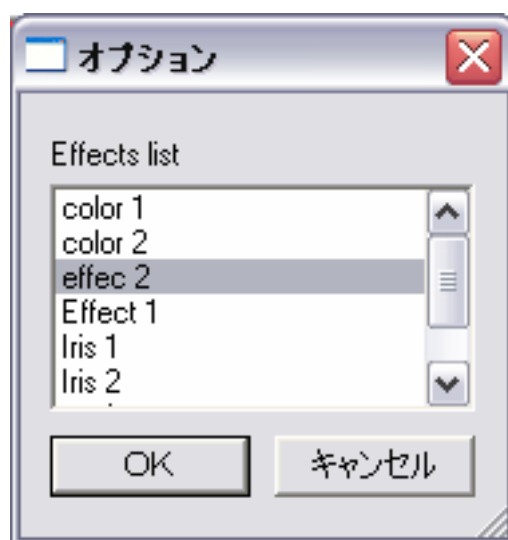 オプション
Effects list
color 1
color 2
effec 2
Effect 1
Iris 1
Iris 2
OK
キャンセル